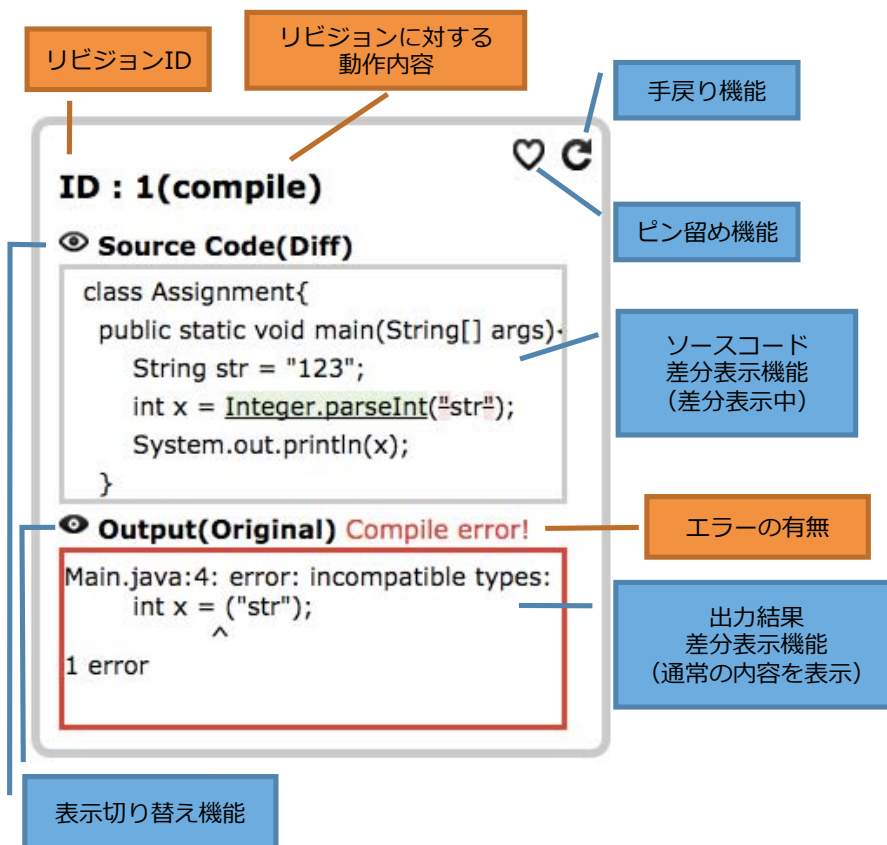 リビジョンID
リビジョンに対する
動作内容
手戻り機能
ID : 1(compile)
ピン留め機能
Source Code(Diff)
class Assignment{
public static void main(String[] args){
String str = "123";
int x = Integer.parseInt("str");
System.out.println(x);
}
ソースコード
差分表示機能
（差分表示中）
Output(Original) Compile error!
エラーの有無
Main.java:4: error: incompatible types:
int x = ("str");
^
1 error
出力結果
差分表示機能
（通常の内容を表示）
表示切り替え機能